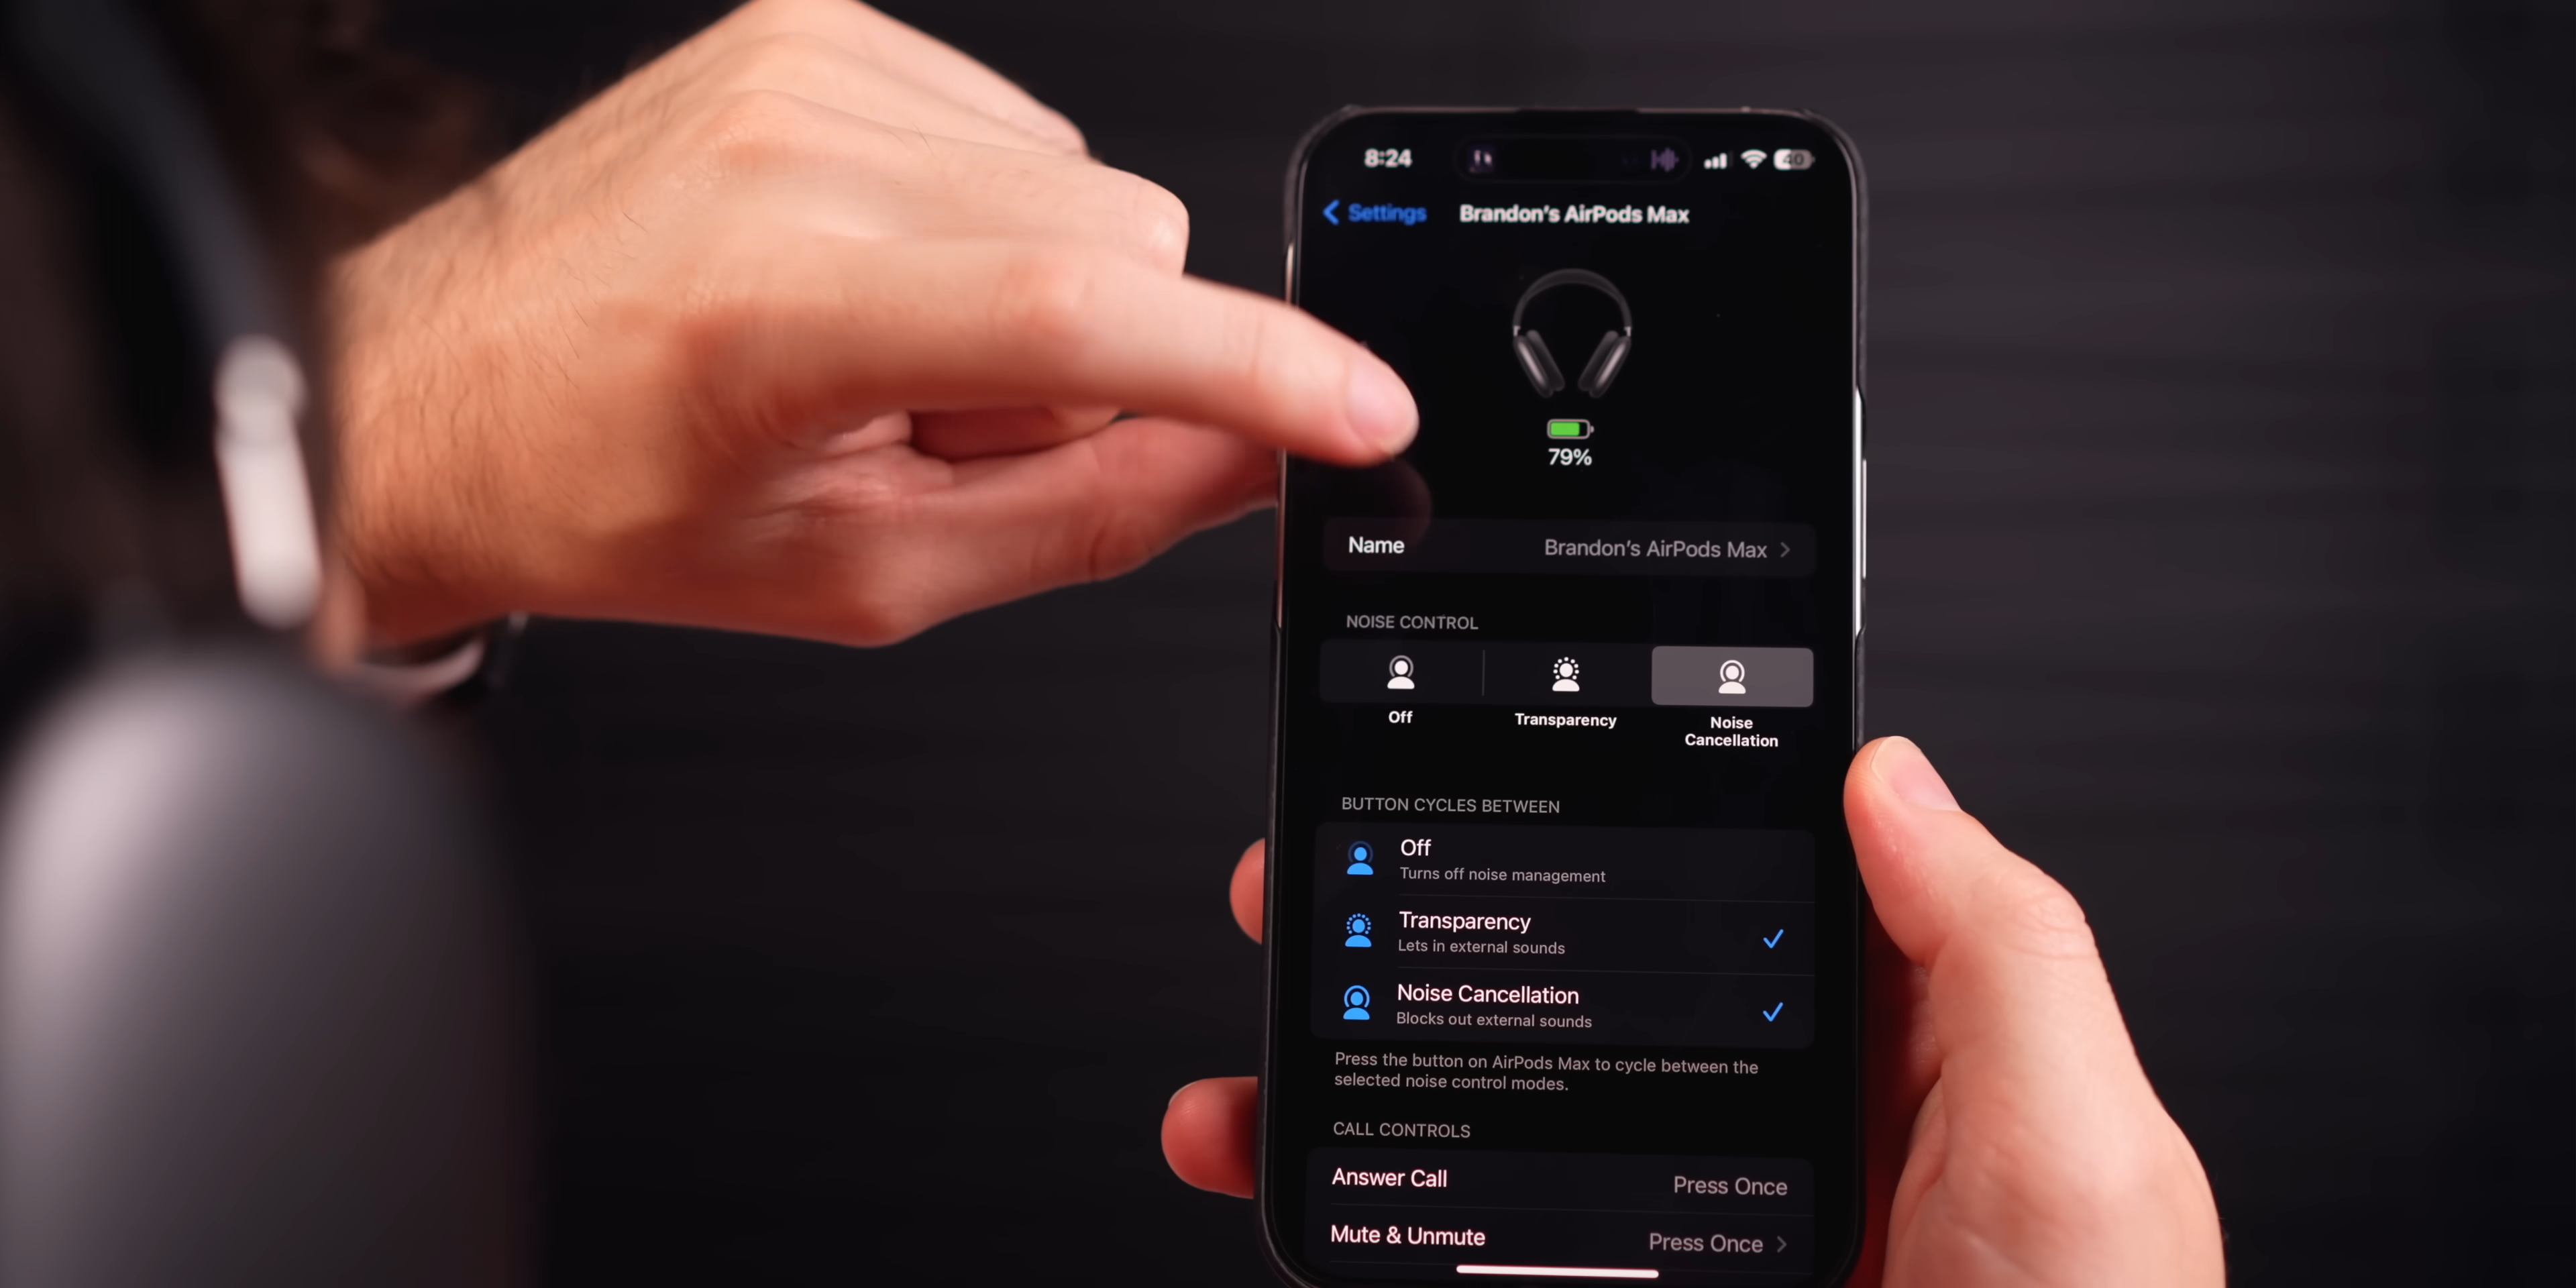 8:24
40
Settings
Brandon's AirPods Max
79%
Name
Brandon's AirPods Max
NOISE CONTROL
Off
Transparency
Noise
Cancellation
BUTTON CYCLES BETWEEN
Off
Turns off noise management
Transparency
Lets in external sounds
Noise Cancellation
Blocks out external sounds
Press the button on AirPods Max to cycle between the
selected noise control modes.
CALL CONTROLS
Answer Call
Press Once
Mute & Unmute
Press Once